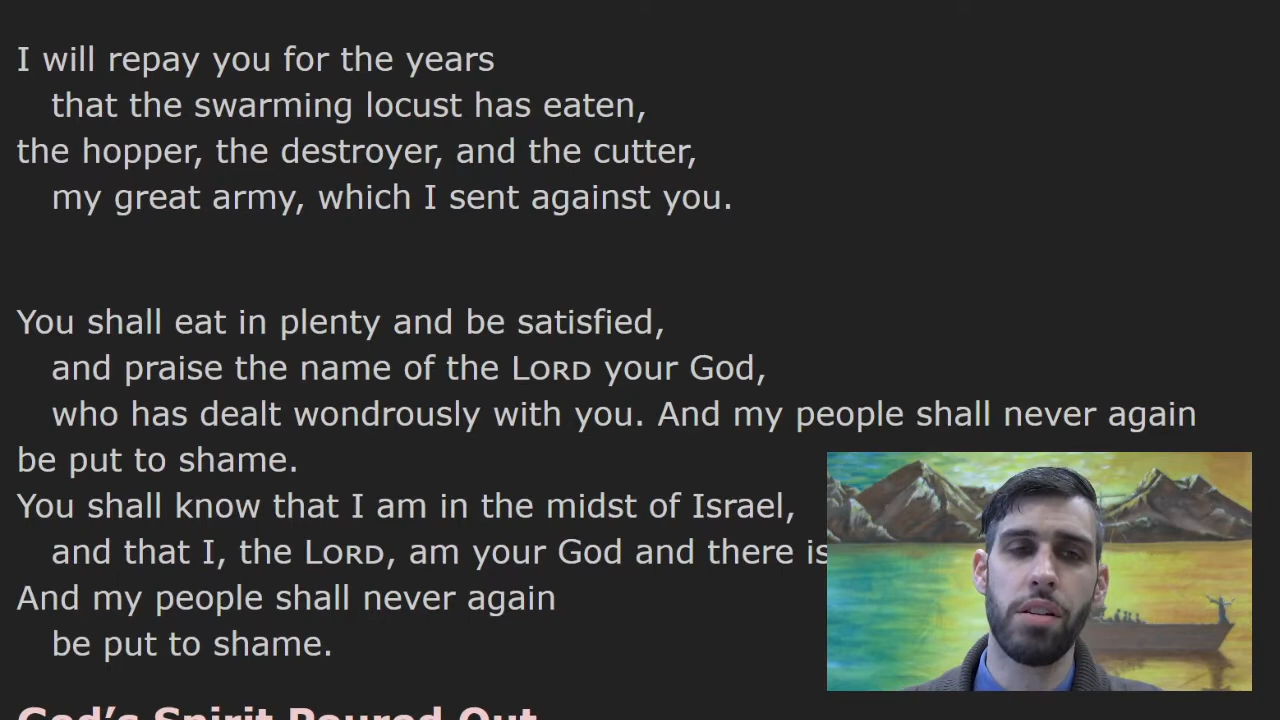 I will repay you for the years
that the swarming locust has eaten,
the hopper, the destroyer, and the cutter,
my great army, which I sent against you.
You shall eat in plenty and be satisfied,
and praise the name of the LORD your God,
who has dealt wondrously with you. And my people shall never again
be put to shame.
You shall know that I am in the midst of Israel,
and that I, the LORD, am your God and there is
And my people shall never again
be put to shame.
God’s Spirit Poured Out